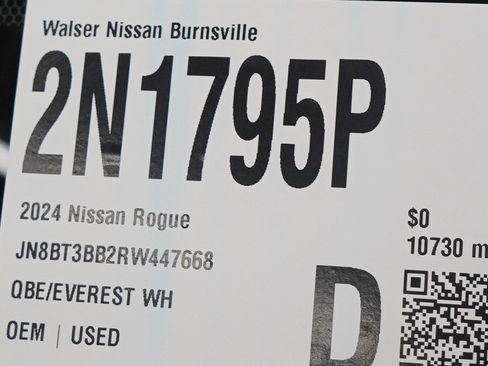 Walser Nissan Burnsville
2N1795P
2024 Nissan Rogue
$0
JN8BT3BB2RW447668
10730 m
QBE/EVEREST WH
D
OEM | USED